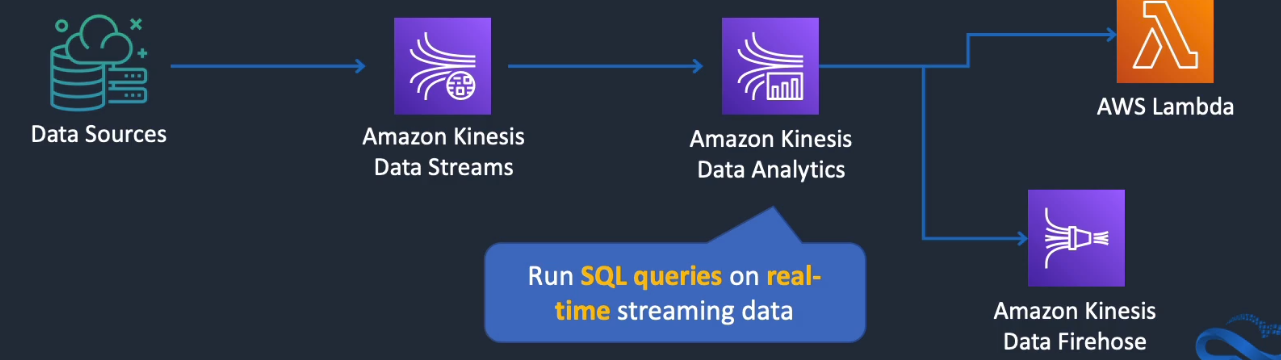 Data Sources
Amazon Kinesis
Data Streams
Amazon Kinesis
Data Analytics
AWS Lambda
Run SQL queries on real-
time streaming data
Amazon Kinesis
Data Firehose